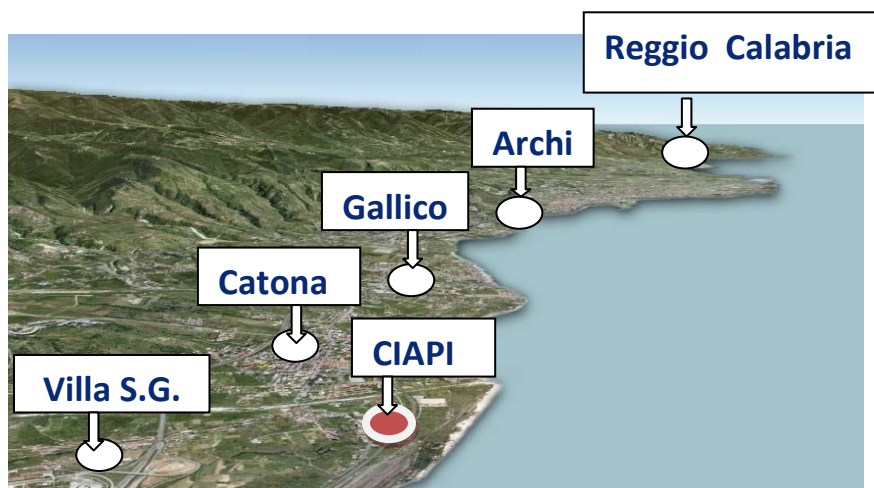 Reggio Calabria
Archi
Gallico
Catona
CIAPI
Villa S.G.